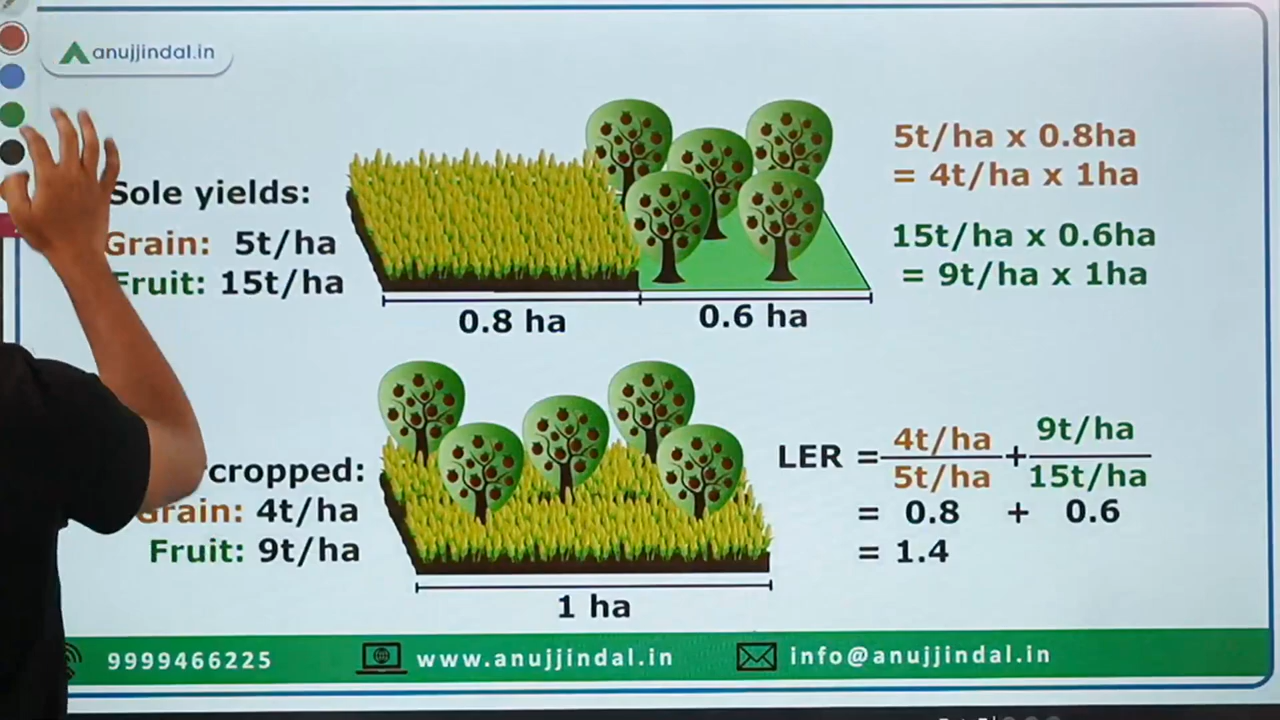 anujjindal.in
Sole yields:
Grain: 5t/ha
Fruit: 15t/ha
0.8 ha
0.6 ha
5t/ha x 0.8ha
= 4t/ha x 1ha
15t/ha x 0.6ha
= 9t/ha x 1ha
cropped:
Grain: 4t/ha
Fruit: 9t/ha
1 ha
LER = 4t/ha + 9t/ha
5t/ha 15t/ha
= 0.8 + 0.6
= 1.4
9999466225 www.anujjindal.in info@anujjindal.in